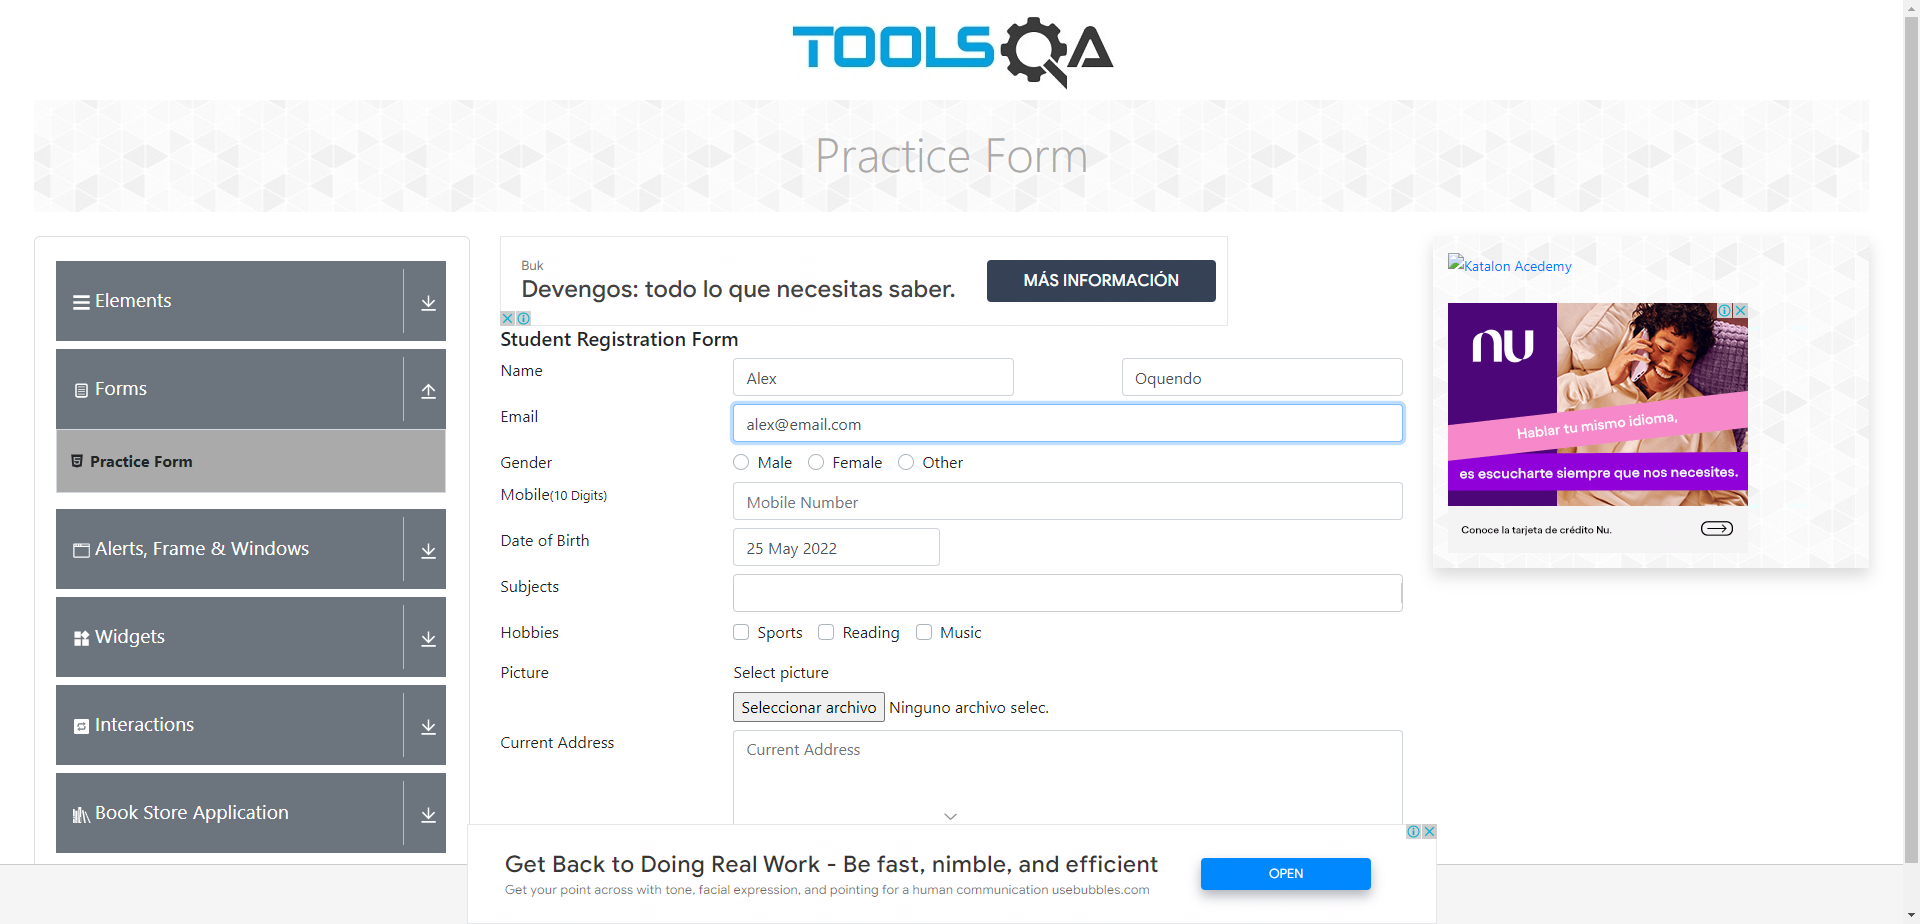 TOOLSQA
Practice Form
Elements
Forms
Practice Form
Alerts, Frame & Windows
Widgets
Interactions
Book Store Application
Buk
Devengos: todo lo que necesitas saber.
MÁS INFORMACIÓN
Student Registration Form
Name
Alex
Oquendo
Email
alex@email.com
Gender
Male
Female
Other
Mobile(10 Digits)
Mobile Number
Date of Birth
25 May 2022
Subjects
Hobbies
Sports
Reading
Music
Picture
Select picture
Seleccionar archivo
Ninguno archivo selec.
Current Address
Current Address
Katalon Acedemy
nu
Hablar tu mismo idioma,
es escucharte siempre que nos necesites.
Conoce la tarjeta de crédito Nu.
Get Back to Doing Real Work - Be fast, nimble, and efficient
Get your point across with tone, facial expression, and pointing for a human communication usebubbles.com
OPEN